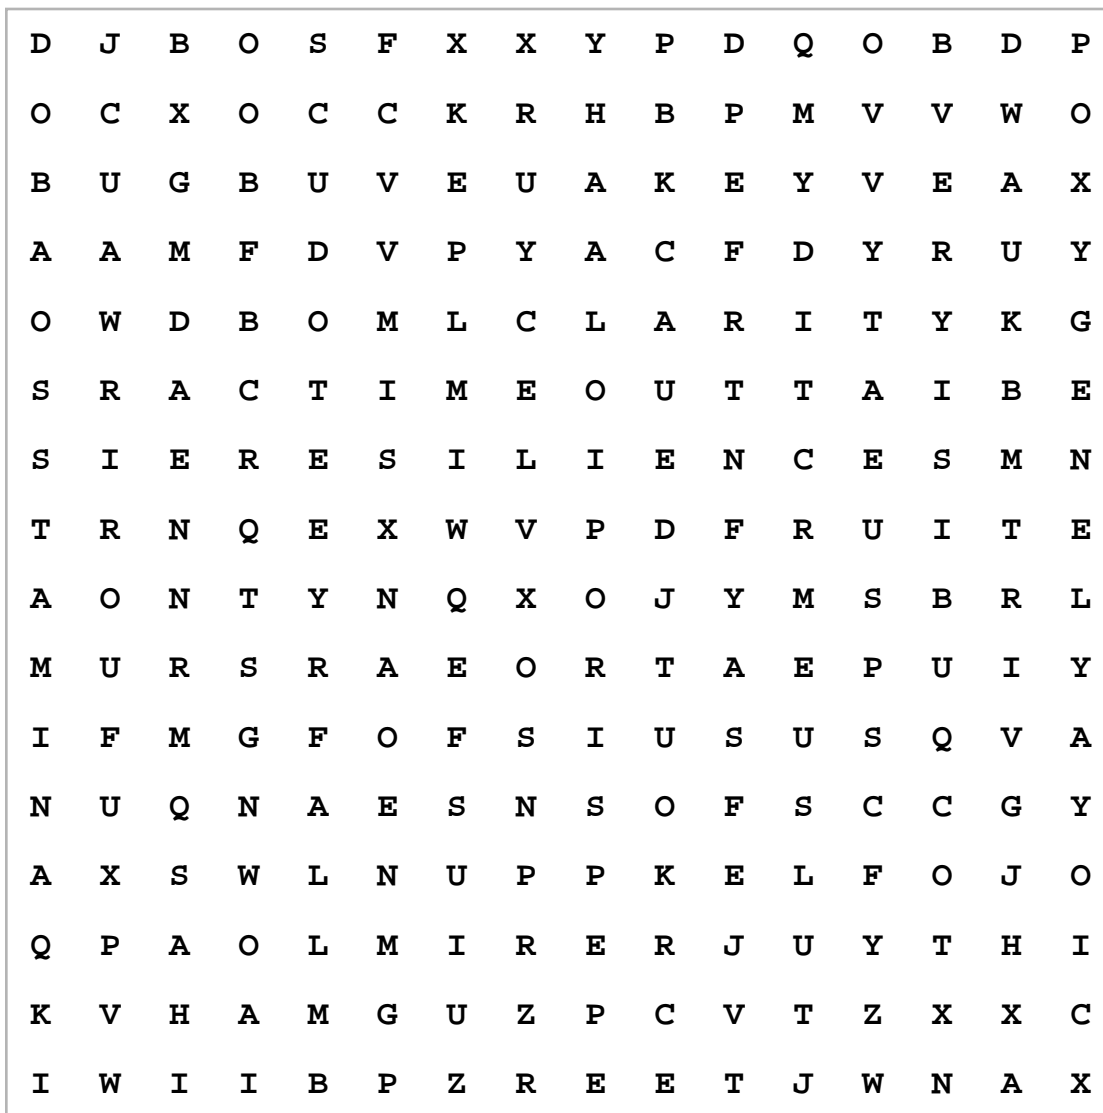 D J B O S F X X Y P D Q O B D P
O C X O C C K R H B P M V V W O
B U G B U V E U A K E Y V E A X
A A M F D V P Y A C F D Y R U Y
O W D B O M L C L A R I T Y K G
S R A C T I M E O U T T A I B E
S I E R E S I L I E N C E S M N
T R N Q E X W V P D F R U I T E
A O N T Y N Q X O J Y M S B R L
M U R S R A E O R T A E P U I Y
I F M G F O F S I U S U S Q V A
N U Q N A E S N S O F S C C G Y
A X S W L N U P P K E L F O J O
Q P A O L M I R E R J U Y T H I
K V H A M G U Z P C V T Z X X C
I W I I B P Z R E E T J W N A X